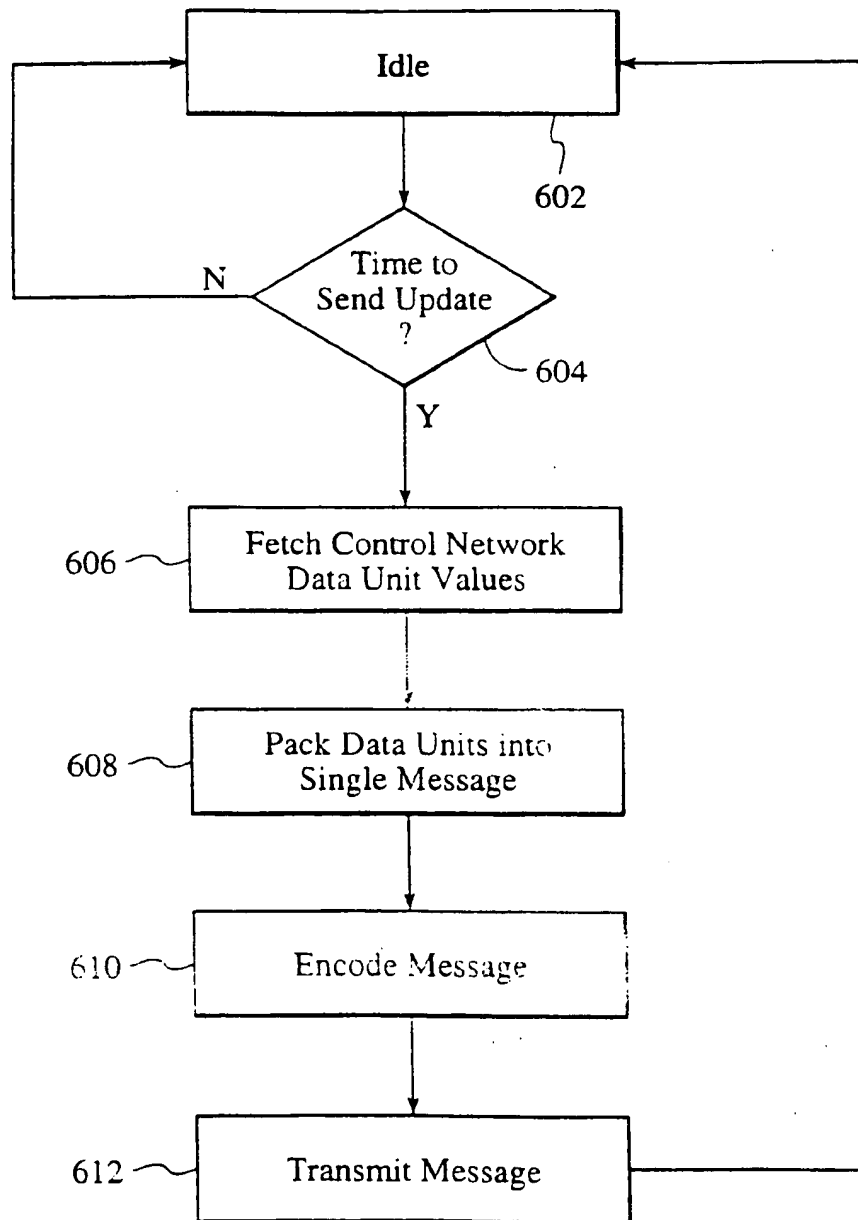 Idle
602
Time to
Send Update
?
604
N
Y
Fetch Control Network
Data Unit Values
606
Pack Data Units into
Single Message
608
Encode Message
610
Transmit Message
612